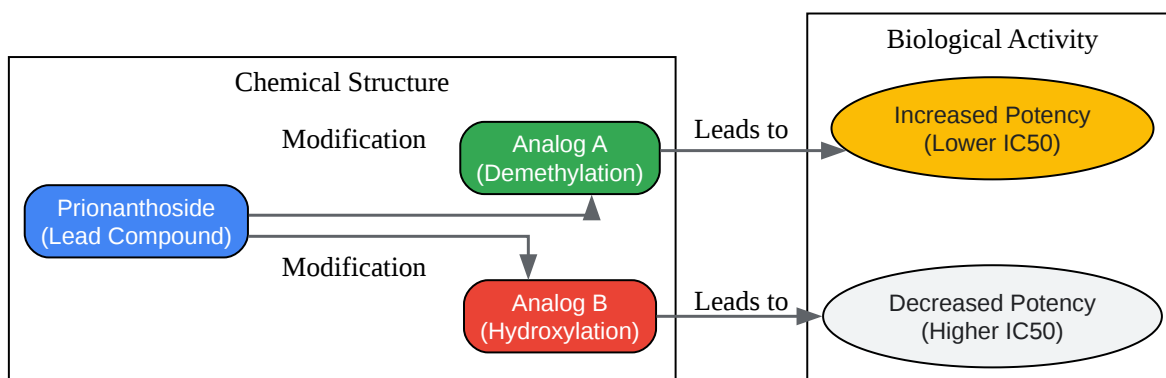 Biological Activity
Chemical Structure
Modification
Analog A
(Demethylation)
Leads to
Increased Potency
(Lower IC50)
Prionanthoside
(Lead Compound)
Modification
Analog B
(Hydroxylation)
Leads to
Decreased Potency
(Higher IC50)